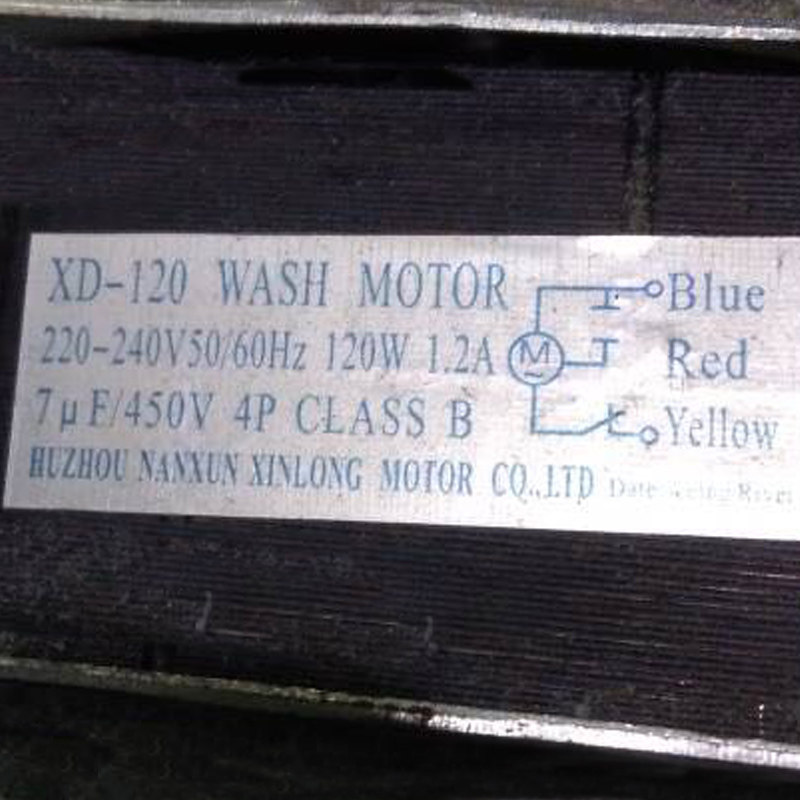 XD-120 WASH MOTOR
220-240V50/60Hz 120W 1.2A
7μF/450V 4P CLASS B
HUZHOU NANXUN XINLONG MOTOR CO.,LTD Date
M
Blue
Red
Yellow